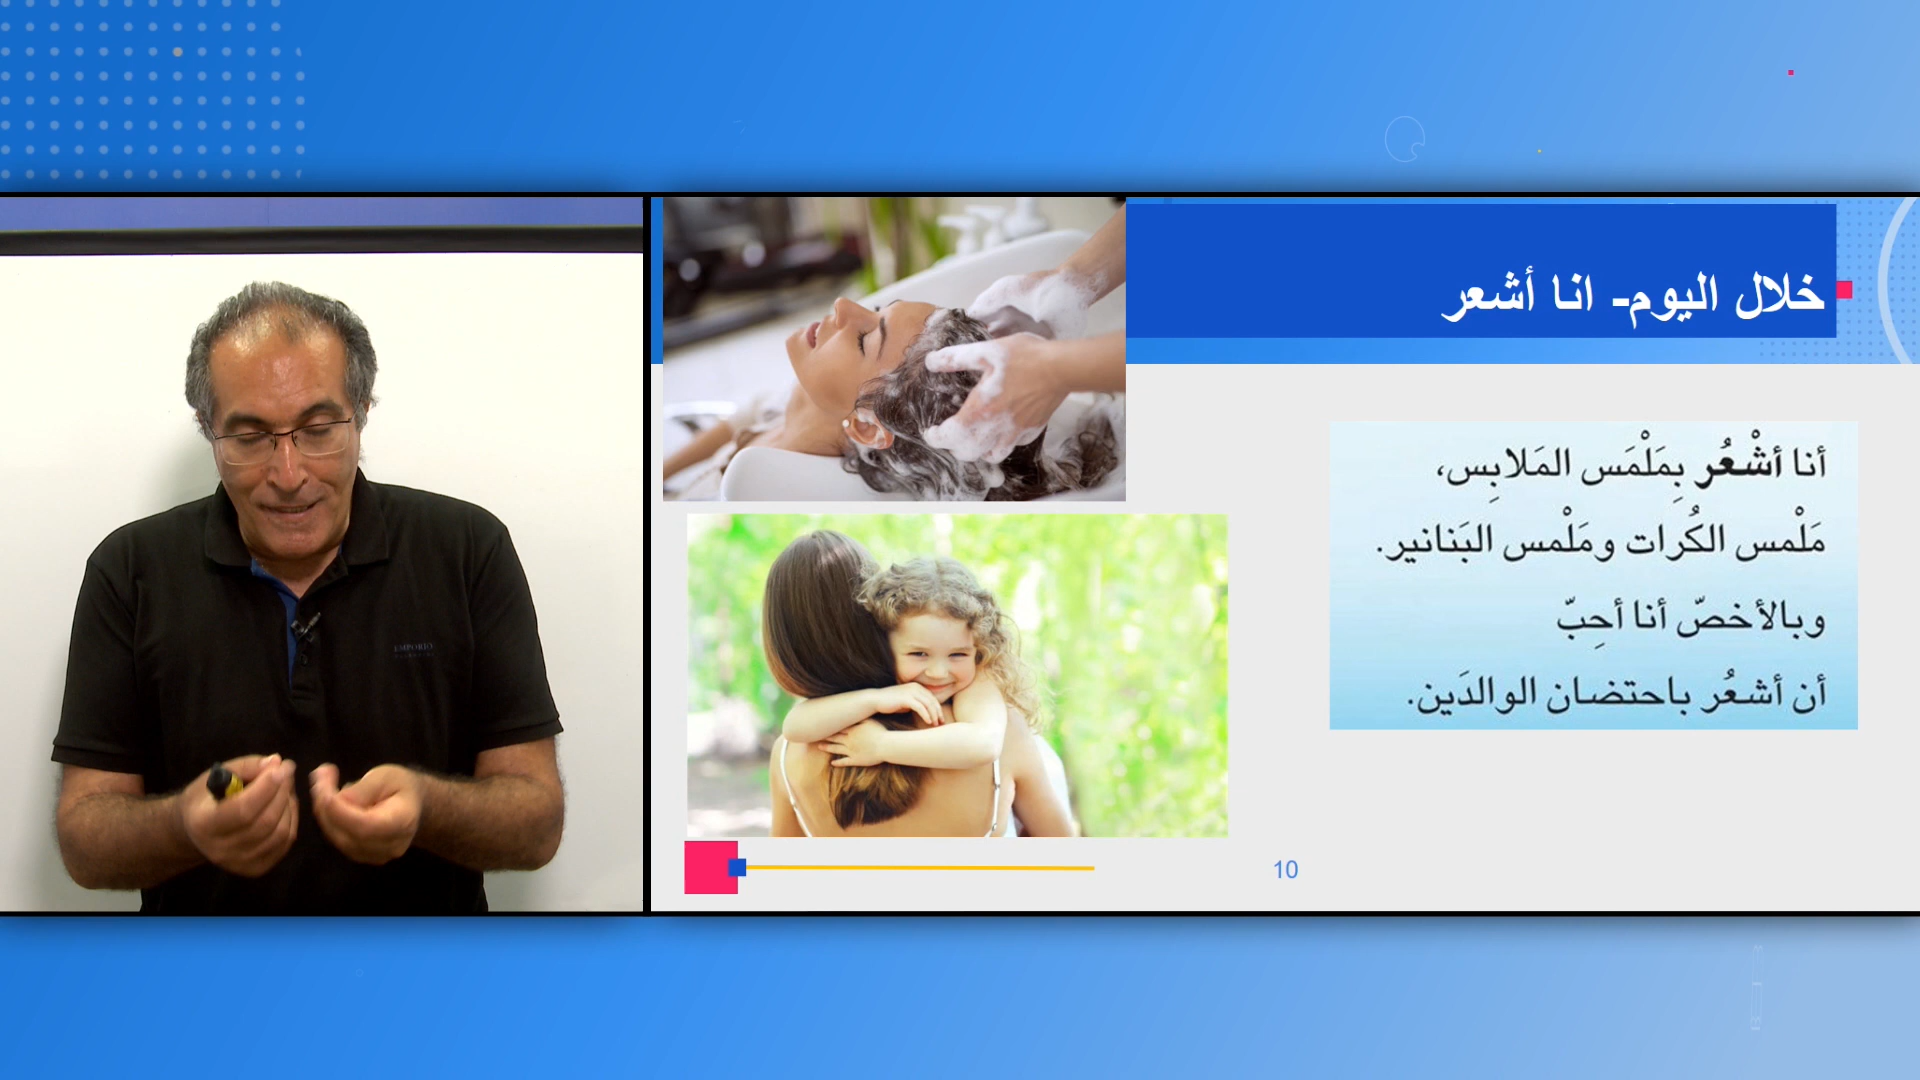 خلال اليوم- انا أشعر
أنا أشْعُر بِمَلْمَس المَلابِس،
مَلْمس الكُرات ومَلْمس البَنانير.
وبالأخصّ أنا أحِبّ
أن أشعُر باحتضان الوالدَين.
10
EMPORIO